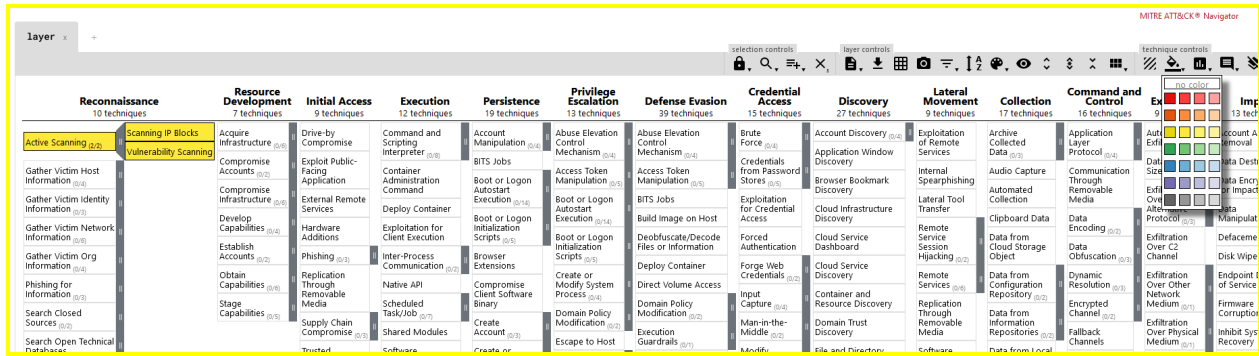 MITRE ATT&CK® Navigator
layer x +
selection controls
layer controls
technique controls
no color
Reconnaissance
10 techniques
Active Scanning (2/2)
Scanning IP Blocks
Vulnerability Scanning
Gather Victim Host
Information (0/4)
Gather Victim Identity
Information (0/3)
Gather Victim Network
Information (0/6)
Gather Victim Org
Information (0/4)
Phishing for
Information (0/3)
Search Closed
Sources (0/2)
Search Open Technical
Databases
Resource
Development
7 techniques
Acquire
Infrastructure (0/6)
Compromise
Accounts (0/2)
Compromise
Infrastructure (0/6)
Develop
Capabilities (0/4)
Establish
Accounts (0/2)
Obtain
Capabilities (0/6)
Stage
Capabilities (0/5)
Initial Access
9 techniques
Drive-by
Compromise
Exploit Public-
Facing
Application
External Remote
Services
Hardware
Additions
Phishing (0/3)
Replication
Through
Removable
Media
Supply Chain
Compromise (0/3)
Trusted
Execution
12 techniques
Command and
Scripting
Interpreter (0/8)
Container
Administration
Command
Deploy Container
Exploitation for
Client Execution
Inter-Process
Communication (0/2)
Native API
Scheduled
Task/Job (0/7)
Shared Modules
Software
Persistence
19 techniques
Account
Manipulation (0/4)
BITS Jobs
Boot or Logon
Autostart
Execution (0/14)
Boot or Logon
Initialization
Scripts (0/5)
Browser
Extensions
Compromise
Client Software
Binary
Create
Account (0/3)
Create or
Privilege
Escalation
13 techniques
Abuse Elevation
Control
Mechanism (0/4)
Access Token
Manipulation (0/5)
Boot or Logon
Autostart
Execution (0/14)
Boot or Logon
Initialization
Scripts (0/5)
Create or
Modify System
Process (0/4)
Domain Policy
Modification (0/2)
Escape to Host
Defense Evasion
39 techniques
Abuse Elevation
Control
Mechanism (0/4)
Access Token
Manipulation (0/5)
BITS Jobs
Build Image on Host
Deobfuscate/Decode
Files or Information
Deploy Container
Direct Volume Access
Domain Policy
Modification (0/2)
Execution
Guardrails (0/1)
Credential
Access
15 techniques
Brute
Force (0/4)
Credentials
from Password
Stores (0/5)
Exploitation
for Credential
Access
Forced
Authentication
Forge Web
Credentials (0/2)
Input
Capture (0/4)
Man-in-the-
Middle (0/2)
Modify
Discovery
27 techniques
Account Discovery (0/4)
Application Window
Discovery
Browser Bookmark
Discovery
Cloud Infrastructure
Discovery
Cloud Service
Dashboard
Cloud Service
Discovery
Container and
Resource Discovery
Domain Trust
Discovery
File and Directory
Lateral
Movement
9 techniques
Exploitation
of Remote
Services
Internal
Spearphishing
Lateral Tool
Transfer
Remote
Service
Session
Hijacking (0/2)
Remote
Services (0/6)
Replication
Through
Removable
Media
Software
Collection
17 techniques
Archive
Collected
Data (0/3)
Audio Capture
Automated
Collection
Clipboard Data
Data from
Cloud Storage
Object
Data from
Configuration
Repository (0/2)
Data from
Information
Repositories (0/2)
Data from Local
Command and
Control
16 techniques
Application
Layer
Protocol (0/4)
Communication
Through
Removable
Media
Data
Encoding (0/2)
Data
Obfuscation (0/3)
Dynamic
Resolution (0/3)
Encrypted
Channel (0/2)
Fallback
Channels
Protocol (0/3)
Exfiltration
Over C2
Channel
Exfiltration
Over Other
Network
Medium (0/1)
Exfiltration
Over Physical
Medium (0/1)
Endpoint
of Service
Firmware
Inhibit
Recovery